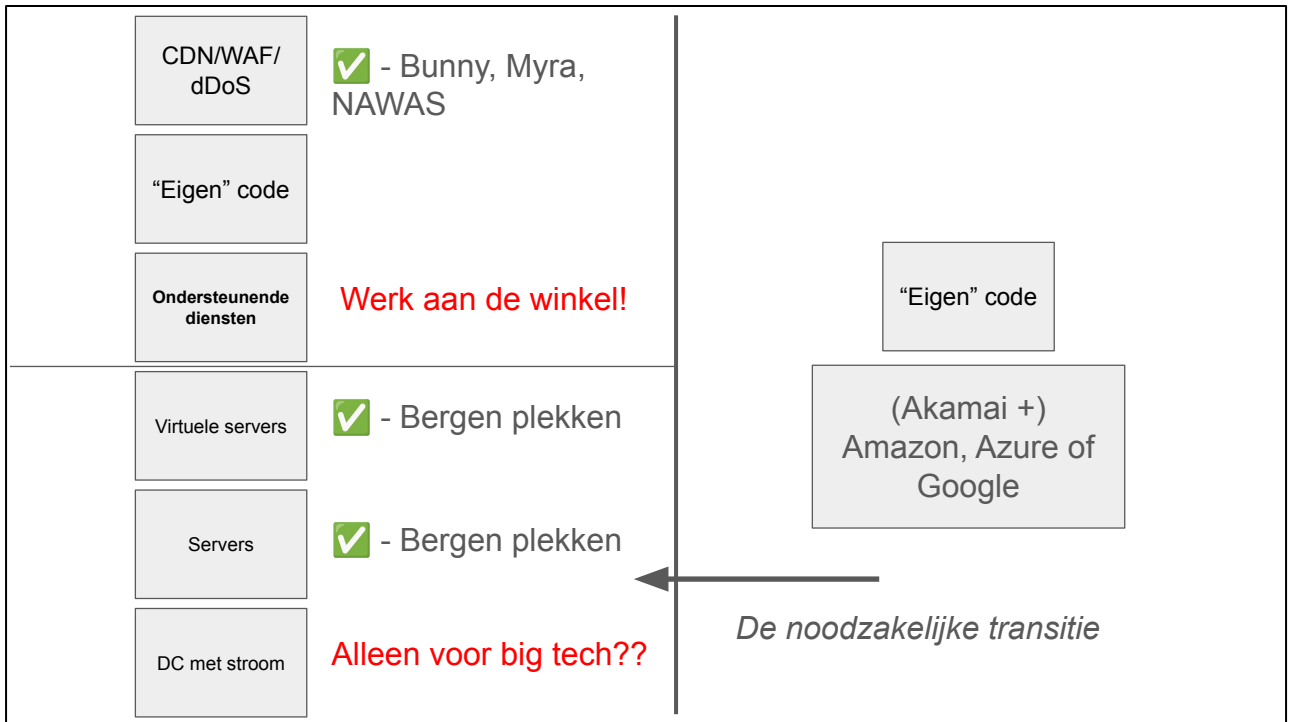 CDN/WAF/
dDoS
✅ - Bunny, Myra,
NAWAS
“Eigen” code
Ondersteunende
diensten
Werk aan de winkel!
Virtuele servers
✅ - Bergen plekken
Servers
✅ - Bergen plekken
DC met stroom
Alleen voor big tech??
“Eigen” code
(Akamai +)
Amazon, Azure of
Google
De noodzakelijke transitie